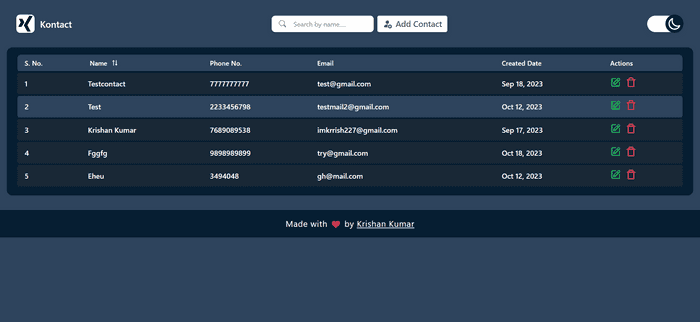 Kontact Search by name.... Add Contact
S. No. Name Phone No. Email Created Date Actions
1 Testcontact 7777777777 test@gmail.com Sep 18, 2023
2 Test 2233456798 testmail2@gmail.com Oct 12, 2023
3 Krishan Kumar 7689089538 imkrrish227@gmail.com Sep 17, 2023
4 Fggfg 9898989899 try@gmail.com Oct 18, 2023
5 Eheu 3494048 gh@mail.com Oct 12, 2023
Made with ❤ by Krishan Kumar